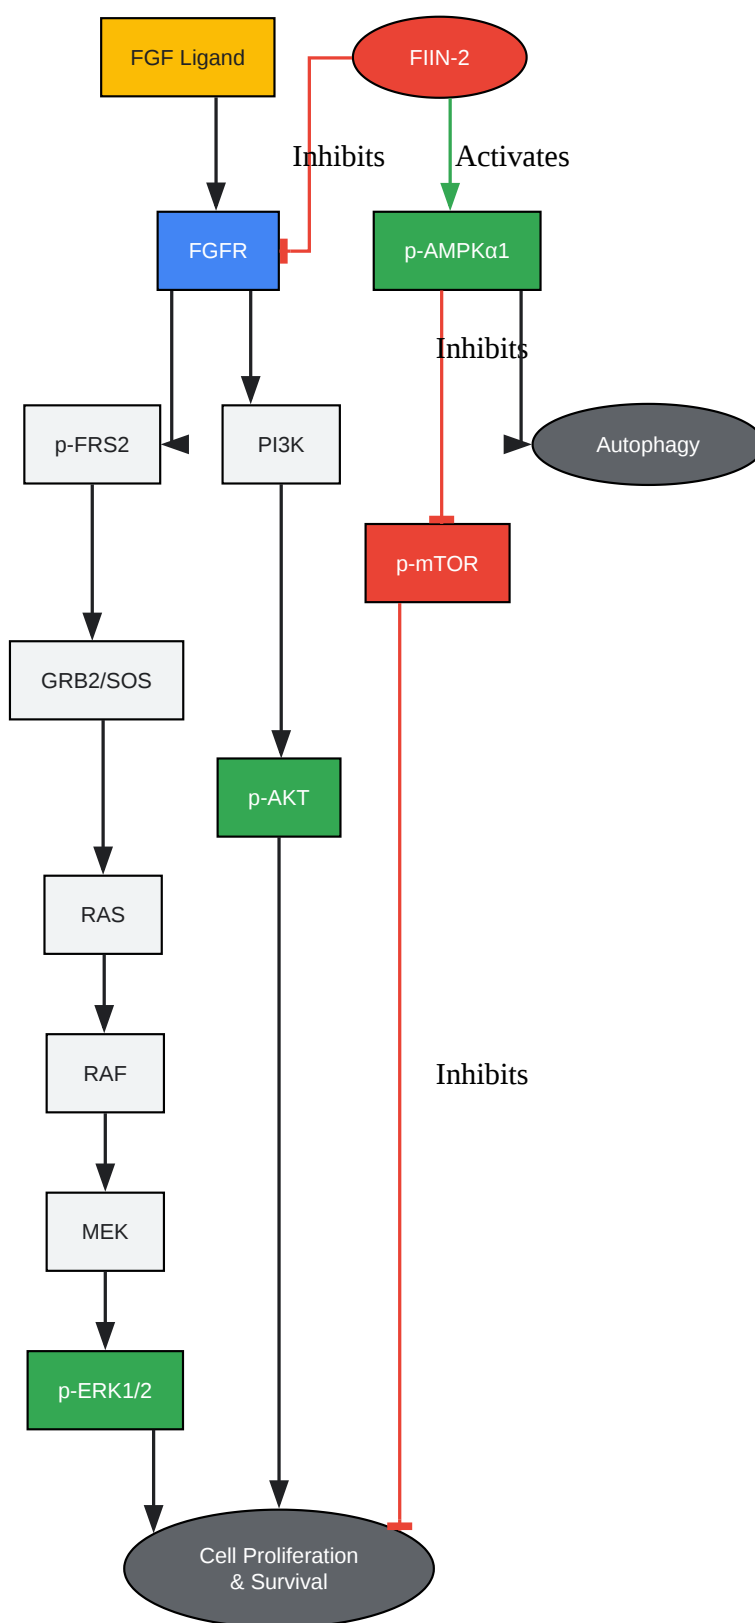 FGF Ligand
FIIN-2
Inhibits
Activates
FGFR
p-AMPKα1
Inhibits
p-FRS2
PI3K
Autophagy
p-mTOR
GRB2/SOS
p-AKT
RAS
RAF
Inhibits
MEK
p-ERK1/2
Cell Proliferation
& Survival